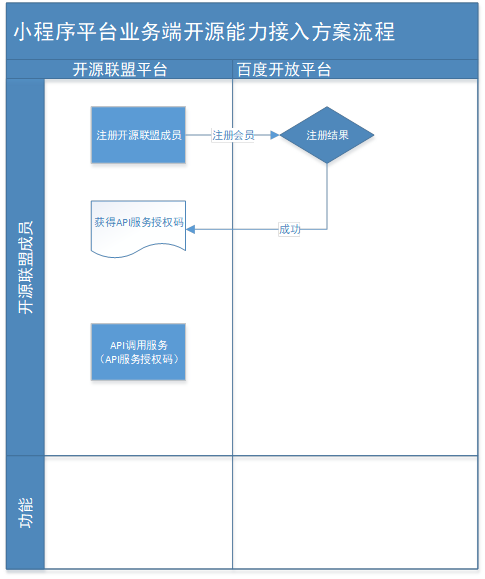 小程序平台业务端开源能力接入方案流程
开源联盟平台
百度开放平台
开源联盟成员
注册开源联盟成员
注册会员
注册结果
获得API服务授权码
成功
API调用服务
（API服务授权码）
功能